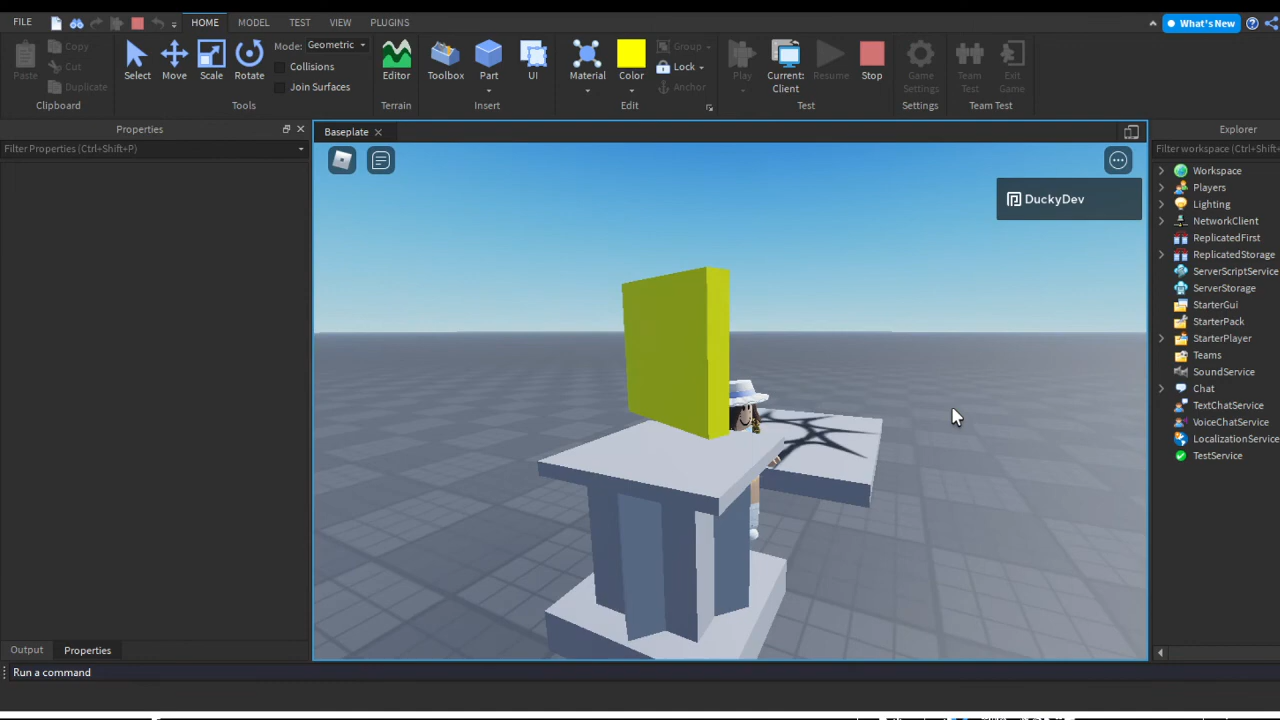 FILE HOME MODEL TEST VIEW PLUGINS What's New
Paste Copy Cut Duplicate Clipboard
Select Move Scale Rotate Mode: Geometric Collisions Join Surfaces Tools
Editor Terrain
Toolbox Part UI Insert
Material Color Group Lock Anchor Edit
Play Current: Client Resume Stop Test
Game Settings Settings
Team Test Exit Game Team Test
Properties
Filter Properties (Ctrl+Shift+P)
Baseplate
DuckyDev
Explorer
Filter workspace (Ctrl+Shift+
Workspace
Players
Lighting
NetworkClient
ReplicatedFirst
ReplicatedStorage
ServerScriptService
ServerStorage
StarterGui
StarterPack
StarterPlayer
Teams
SoundService
Chat
TextChatService
VoiceChatService
LocalizationService
TestService
Output Properties
Run a command